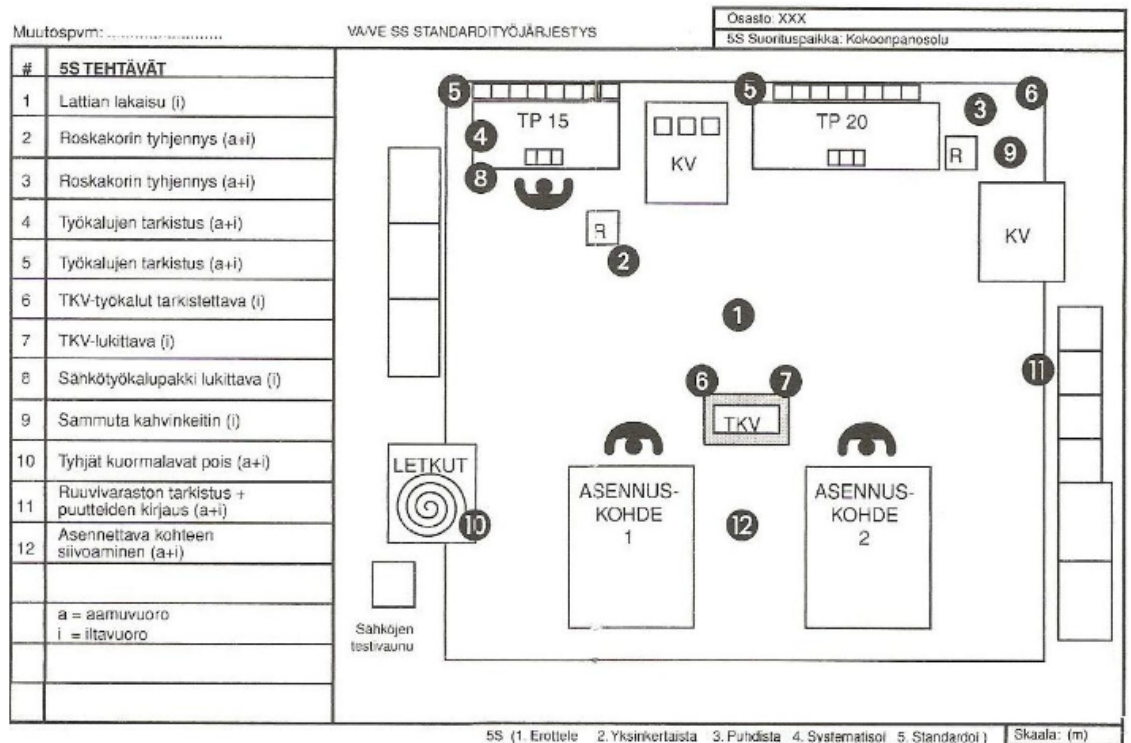 Muutospvm: ........................
VA/VE 5S STANDARDITYÖJÄRJESTYS
Osasto: XXX
5S Suorituspaikka: Kokoonpanosolu
# 5S TEHTÄVÄT
1 Lattian lakaisu (i)
2 Roskakorin tyhjennys (a+i)
3 Roskakorin tyhjennys (a+i)
4 Työkalujen tarkistus (a+i)
5 Työkalujen tarkistus (a+i)
6 TKV-työkalut tarkistettava (i)
7 TKV-lukittava (i)
8 Sähkötyökalupakki lukittava (i)
9 Sammuta kahvinkeitin (i)
10 Tyhjät kuormalavat pois (a+i)
11 Ruuvivaraston tarkistus +
puutteiden kirjaus (a+i)
12 Asennettava kohteen
siivoaminen (a+i)
a = aamuvuoro
i = iltavuoro
5
5
6
3
TP 15
TP 20
4
KV
R
9
8
R
2
KV
1
11
6
7
TKV
LETKUT
10
ASENNUS-
KOHDE
1
12
ASENNUS-
KOHDE
2
Sähköjen
testivaunu
5S (1. Erottele 2. Yksinkertaista 3. Puhdista 4. Systematisoi 5. Standardoi)
Skaala: (m)